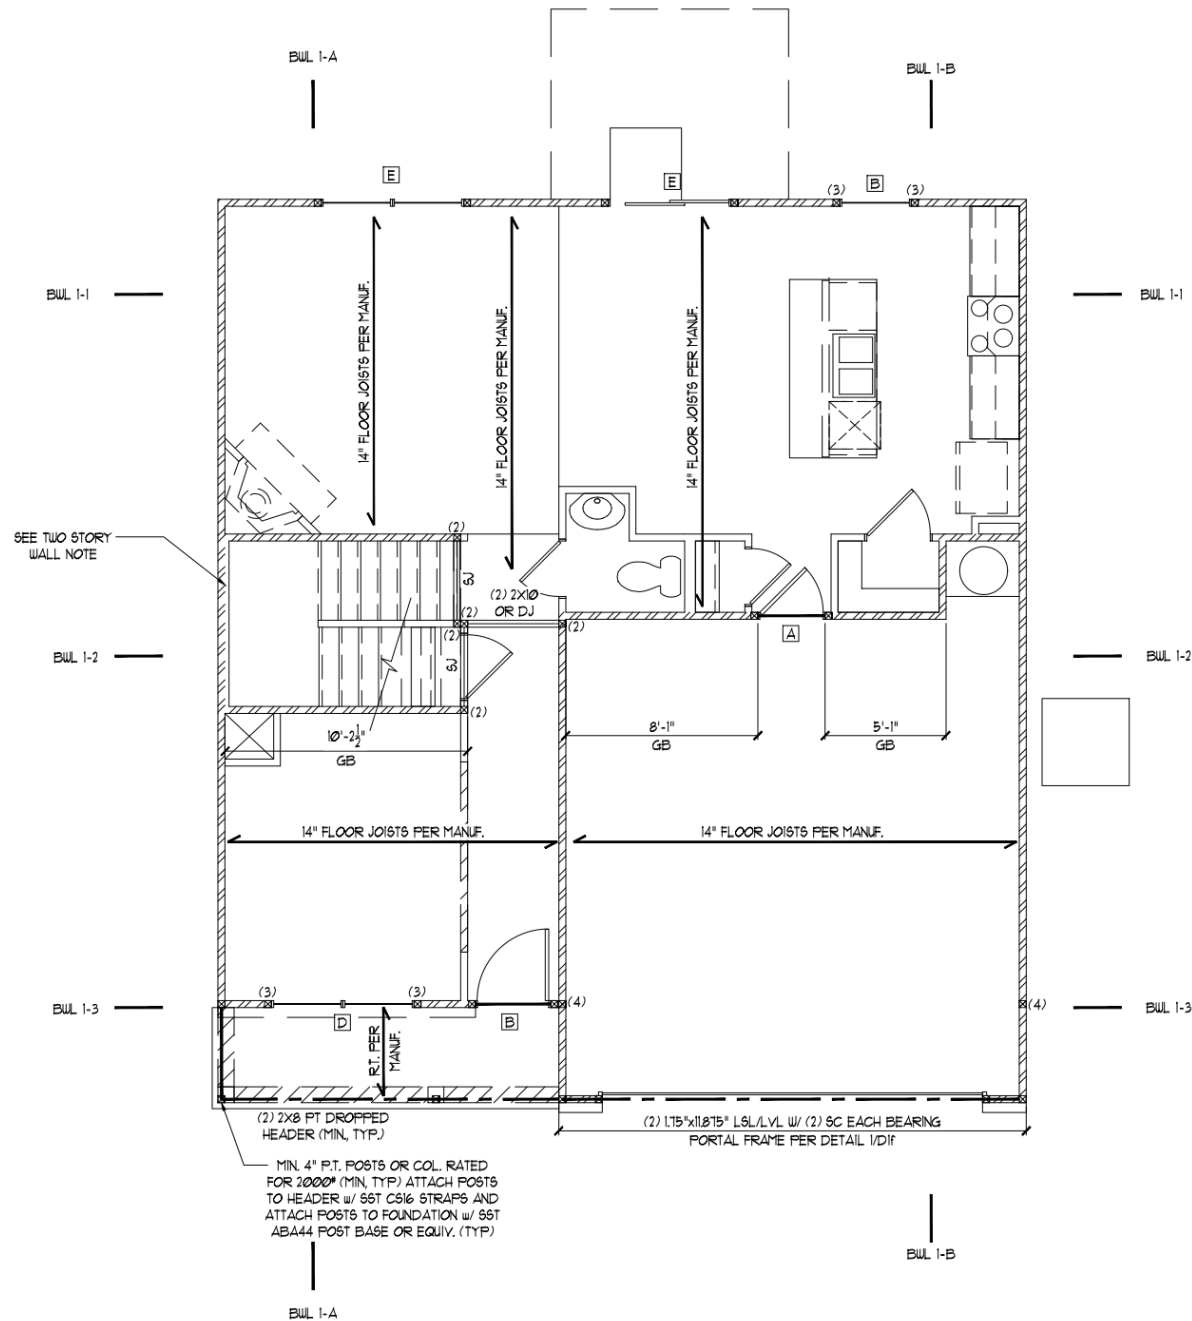 BWL 1-A
BWL 1-B
E
E
(3)
B
(3)
BWL 1-1
BWL 1-1
14" FLOOR JOISTS PER MANUF.
14" FLOOR JOISTS PER MANUF.
14" FLOOR JOISTS PER MANUF.
SEE TWO STORY
WALL NOTE
(2)
SJ
(2) 2X10
OR DJ
(2)
(2)
(2)
A
BWL 1-2
BWL 1-2
SJ
(2)
10'-2½"
GB
8'-1"
GB
5'-1"
GB
14" FLOOR JOISTS PER MANUF.
14" FLOOR JOISTS PER MANUF.
(3)
(3)
(4)
(4)
BWL 1-3
BWL 1-3
D
B
R.T. PER
MANUF.
(2) 2X8 PT DROPPED
HEADER (MIN., TYP.)
(2) 1.75"x11.875" LSL/LVL W/ (2) SC EACH BEARING
PORTAL FRAME PER DETAIL 1/D1f
MIN. 4" P.T. POSTS OR COL. RATED
FOR 2000# (MIN, TYP) ATTACH POSTS
TO HEADER w/ SST CS16 STRAPS AND
ATTACH POSTS TO FOUNDATION w/ SST
ABA44 POST BASE OR EQUIV. (TYP)
BWL 1-B
BWL 1-A